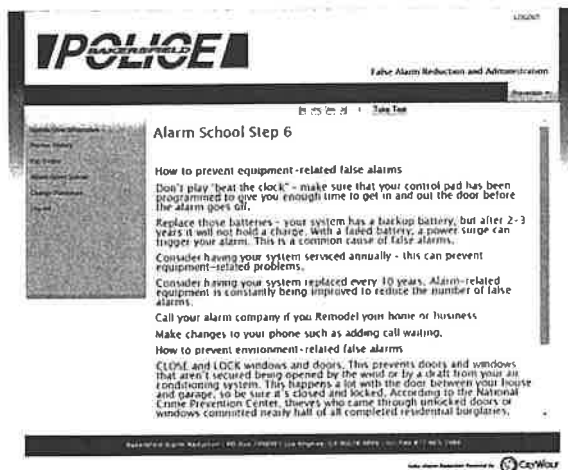 LOGOUT
POLICE
BAKERSFIELD
False Alarm Reduction and Administration
Prevention
Take Test
Alarm School Step 6
How to prevent equipment-related false alarms
Don't play "beat the clock" - make sure that your control pad has been
programmed to give you enough time to get in and out the door before
the alarm goes off.
Replace those batteries - your system has a backup battery, but after 2-3
years it will not hold a charge. With a faded battery, a power surge can
trigger your alarm. This is a common cause of false alarms.
Consider having your system serviced annually - this can prevent
equipment-related problems.
Consider having your system replaced every 10 years. Alarm-related
equipment is constantly being improved to reduce the number of false
alarms.
Call your alarm company if you Remodel your home or business
Make changes to your phone such as adding call waiting.
How to prevent environment-related false alarms
CLOSE and LOCK windows and doors. This prevents doors and windows
that aren't secured being opened by the wind or by a draft from your air
conditioning system. This happens a lot with the door between your house
and garage, so be sure it's closed and locked. According to the National
Crime Prevention Center, thieves who came through unlocked doors or
windows committed nearly half of all completed residential burglaries.
Bakersfield Alarm Reduction
Los Angeles, CA
CryWolf